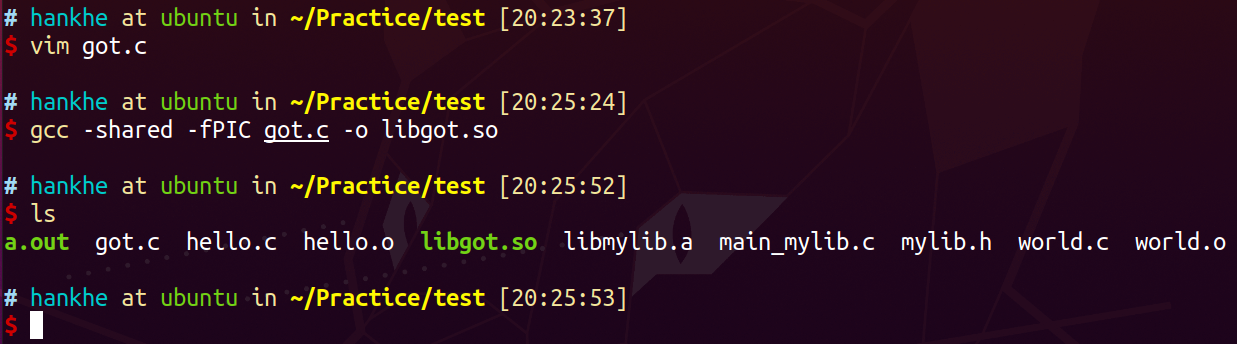 # hankhe at ubuntu in ~/Practice/test [20:23:37]
$ vim got.c
# hankhe at ubuntu in ~/Practice/test [20:25:24]
$ gcc -shared -fPIC got.c -o libgot.so
# hankhe at ubuntu in ~/Practice/test [20:25:52]
$ ls
a.out  got.c  hello.c  hello.o  libgot.so  libmylib.a  main_mylib.c  mylib.h  world.c  world.o
# hankhe at ubuntu in ~/Practice/test [20:25:53]
$